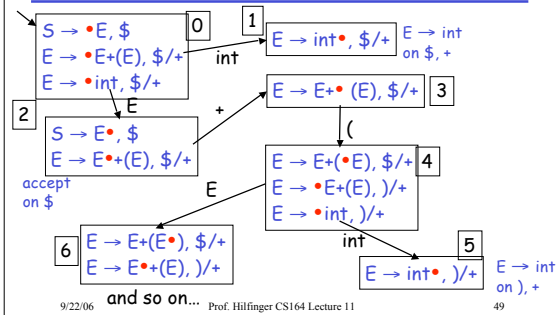 0
S → •E, $
E → •E+(E), $/+
E → •int, $/+
int
1
E → int•, $/+
E → int
on $, +
E
2
S → E•, $
E → E•+(E), $/+
accept
on $
+
E → E+• (E), $/+
3
(
E → E+(•E), $/+
E → •E+(E), )/+
E → •int, )/+
4
E
int
6
E → E+(E•), $/+
E → E•+(E), )/+
5
E → int•, )/+
E → int
on ), +
and so on…
9/22/06 Prof. Hilfinger CS164 Lecture 11 49